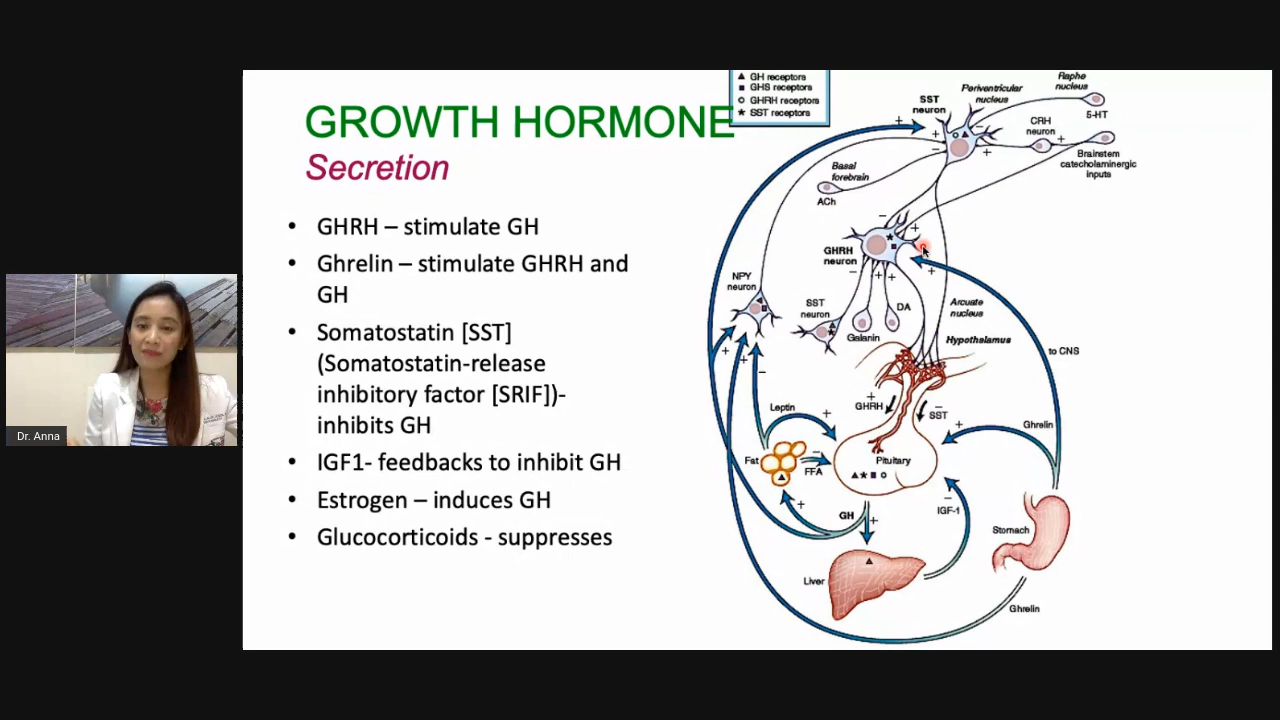 GROWTH HORMONE
Secretion
• GHRH – stimulate GH
• Ghrelin – stimulate GHRH and
GH
• Somatostatin [SST]
(Somatostatin-release
inhibitory factor [SRIF])-
inhibits GH
• IGF1- feedbacks to inhibit GH
• Estrogen – induces GH
• Glucocorticoids - suppresses
GH receptors
GHS receptors
GHRH receptors
SST receptors
Periventricular
nucleus
Raphe
nucleus
SST
neuron
5-HT
CRH
neuron
Brainstem
catecholaminergic
inputs
Basal
forebrain
ACh
GHRH
neuron
NPY
neuron
SST
neuron
DA
Galanin
Arcuate
nucleus
Hypothalamus
to CNS
GHRH
SST
Leptin
Ghrelin
Fat
FFA
Pituitary
GH
IGF-1
Stomach
Liver
Ghrelin
Dr. Anna